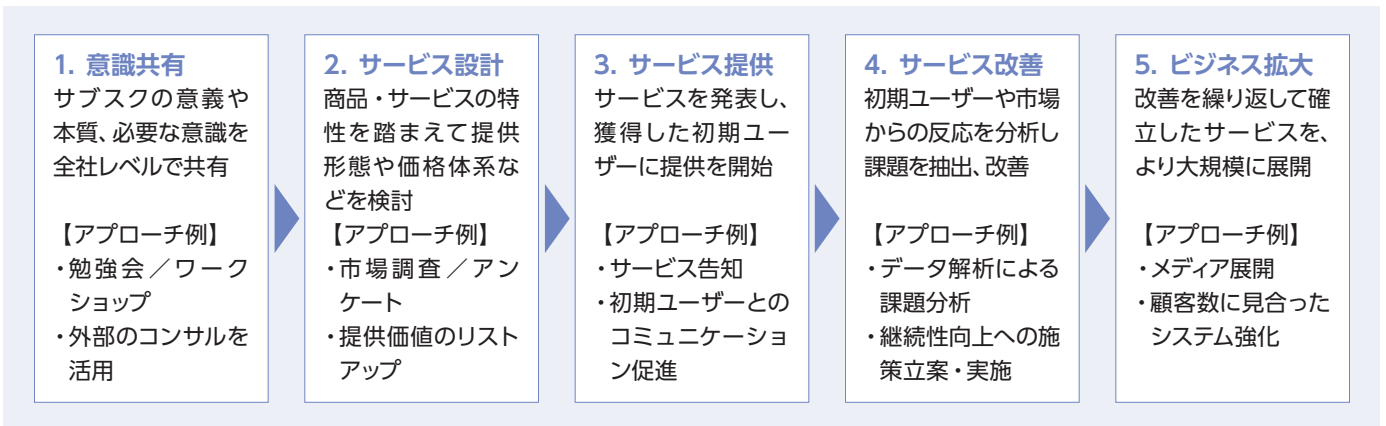 1. 意識共有
サブスクの意義や
本質、必要な意識を
全社レベルで共有
【アプローチ例】
・勉強会／ワーク
ショップ
・外部のコンサルを
活用
2. サービス設計
商品・サービスの特
性を踏まえて提供
形態や価格体系な
どを検討
【アプローチ例】
・市場調査／アン
ケート
・提供価値のリスト
アップ
3. サービス提供
サービスを発表し、
獲得した初期ユー
ザーに提供を開始
【アプローチ例】
・サービス告知
・初期ユーザーとの
コミュニケーショ
ン促進
4. サービス改善
初期ユーザーや市場
からの反応を分析し
課題を抽出、改善
【アプローチ例】
・データ解析による
課題分析
・継続性向上への施
策立案・実施
5. ビジネス拡大
改善を繰り返して確
立したサービスを、
より大規模に展開
【アプローチ例】
・メディア展開
・顧客数に見合った
システム強化